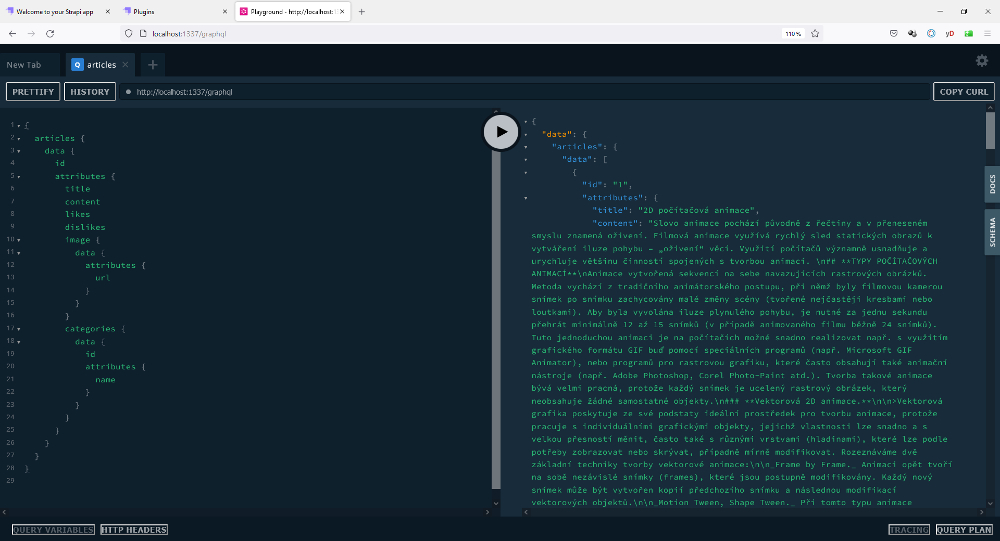 Welcome to your Strapi app
Plugins
Playground - http://localhost:13
localhost:1337/graphql
110%
yD
New Tab
Q articles
PRETTIFY
HISTORY
http://localhost:1337/graphql
COPY CURL
1 {
2 articles {
3 data {
4 id
5 attributes {
6 title
7 content
8 likes
9 dislikes
10 image {
11 data {
12 attributes {
13 url
14 }
15 }
16 }
17 categories {
18 data {
19 id
20 attributes {
21 name
22 }
23 }
24 }
25 }
26 }
27 }
28 }
29
{
"data": {
"articles": {
"data": [
{
"id": "1",
"attributes": {
"title": "2D počítačová animace",
"content": "Slovo animace pochází původně z řečtiny a v přeneseném
smyslu znamená oživení. Filmová animace využívá rychlý sled statických obrazů k
vytváření iluze pohybu – „oživení“ věcí. Využití počítačů významně usnadňuje a
urychluje většinu činností spojených s tvorbou animací. \n## **TYPY POČÍTAČOVÝCH
ANIMACÍ**\nAnimace vytvořená sekvencí na sebe navazujících rastrových obrázků.
Metoda vychází z tradičního animátorského postupu, při němž byly filmovou kamerou
snímek po snímku zachycovány malé změny scény (tvořené nejčastěji kresbami nebo
loutkami). Aby byla vyvolána iluze plynulého pohybu, je nutné za jednu sekundu
přehrát minimálně 12 až 15 snímků (v případě animovaného filmu běžně 24 snímků).
Tuto jednoduchou animaci je na počítačích možné snadno realizovat např. s využitím
grafického formátu GIF buď pomocí speciálních programů (např. Microsoft GIF
Animator), nebo programů pro rastrovou grafiku, které často obsahují také animační
nástroje (např. Adobe Photoshop, Corel Photo-Paint atd.). Tvorba takové animace
bývá velmi pracná, protože každý snímek je ucelený rastrový obrázek, který
neobsahuje žádné samostatné objekty.\n### **Vektorová 2D animace.**\n\n>Vektorová
grafika poskytuje ze své podstaty ideální prostředek pro tvorbu animace, protože
pracuje s individuálními grafickými objekty, jejichž vlastnosti lze snadno a s
velkou přesností měnit, často také s různými vrstvami (hladinami), které lze podle
potřeby zobrazovat nebo skrývat, případně mírně modifikovat. Rozeznáváme dvě
základní techniky tvorby vektorové animace:\n\n_Frame by Frame._ Animaci opět tvoří
na sobě nezávislé snímky (frames), které jsou postupně modifikovány. Každý nový
snímek může být vytvořen kopií předchozího snímku a následnou modifikací
vektorových objektů.\n\n_Motion Tween, Shape Tween._ Při tomto typu animace
DOCS
SCHEMA
QUERY VARIABLES
HTTP HEADERS
TRACING
QUERY PLAN